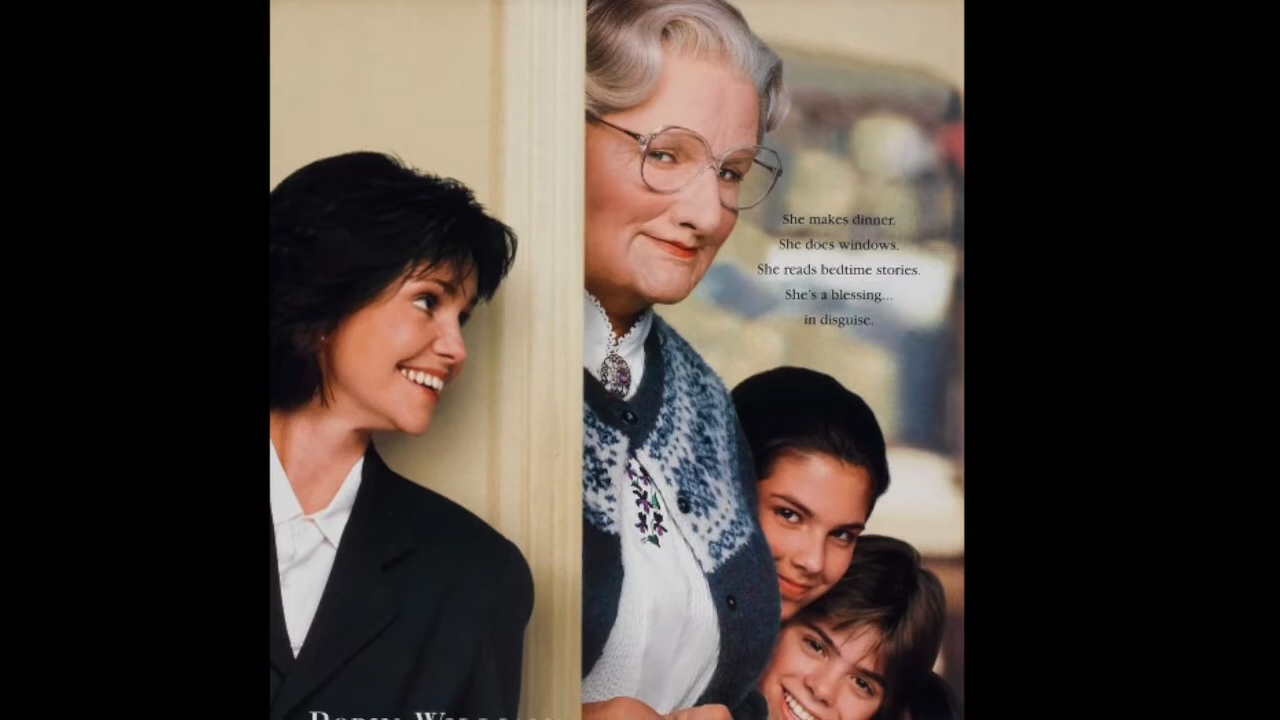 She makes dinner.
She does windows.
She reads bedtime stories.
She's a blessing...
in disguise.